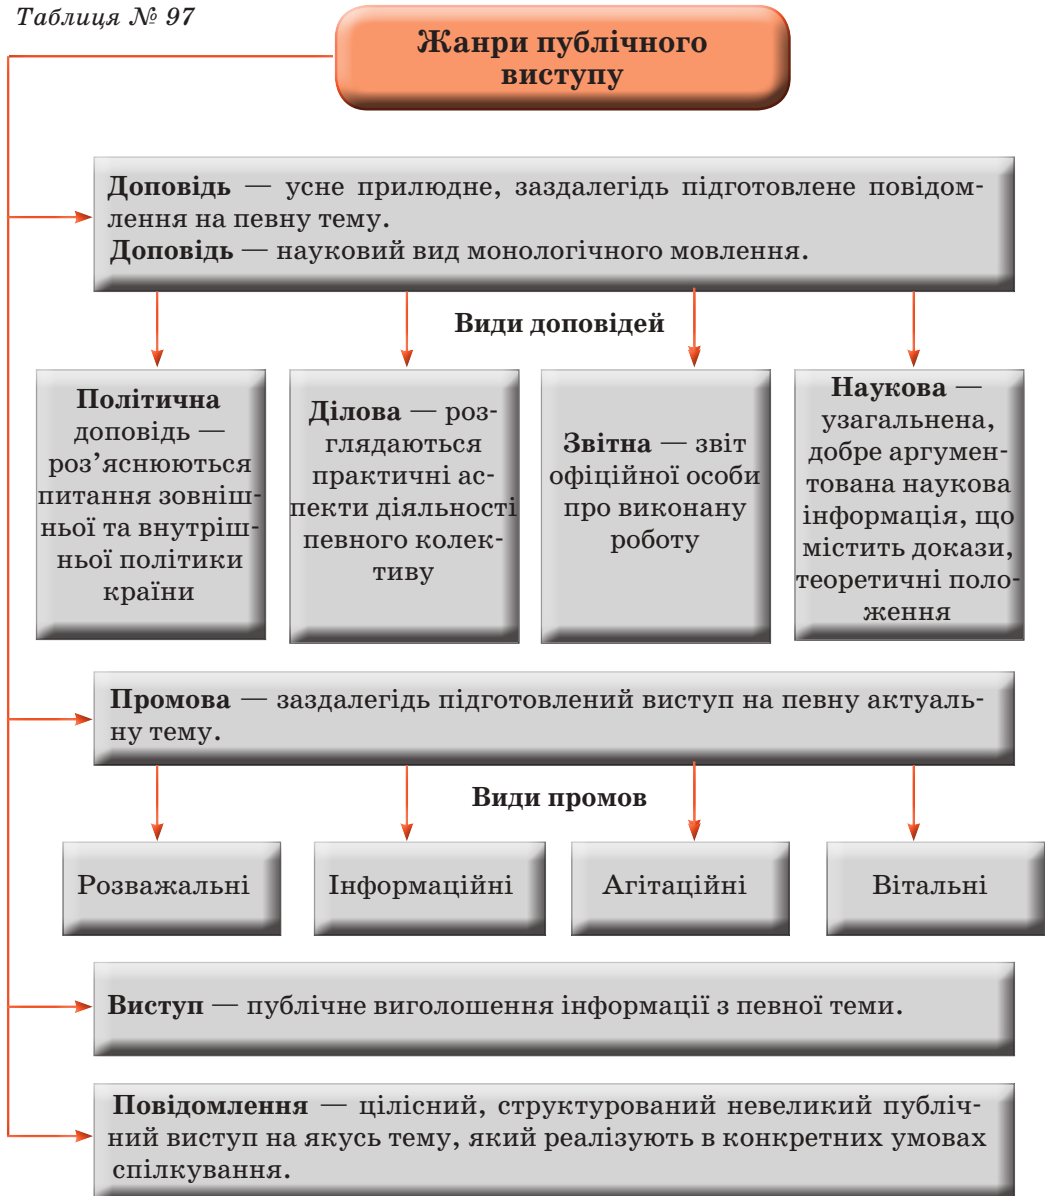 Таблиця № 97
Жанри публічного
виступу
Доповідь — усне прилюдне, заздалегідь підготовлене повідом-
лення на певну тему.
Доповідь — науковий вид монологічного мовлення.
Види доповідей
Політична
доповідь —
роз’яснюються
питання зовніш-
ньої та внутріш-
ньої політики
країни
Ділова — роз-
глядаються
практичні ас-
пекти діяльності
певного колек-
тиву
Звітна — звіт
офіційної особи
про виконану
роботу
Наукова —
узагальнена,
добре аргумен-
тована наукова
інформація, що
містить докази,
теоретичні поло-
ження
Промова — заздалегідь підготовлений виступ на певну актуаль-
ну тему.
Види промов
Розважальні
Інформаційні
Агітаційні
Вітальні
Виступ — публічне виголошення інформації з певної теми.
Повідомлення — цілісний, структурований невеликий публіч-
ний виступ на якусь тему, який реалізують в конкретних умовах
спілкування.